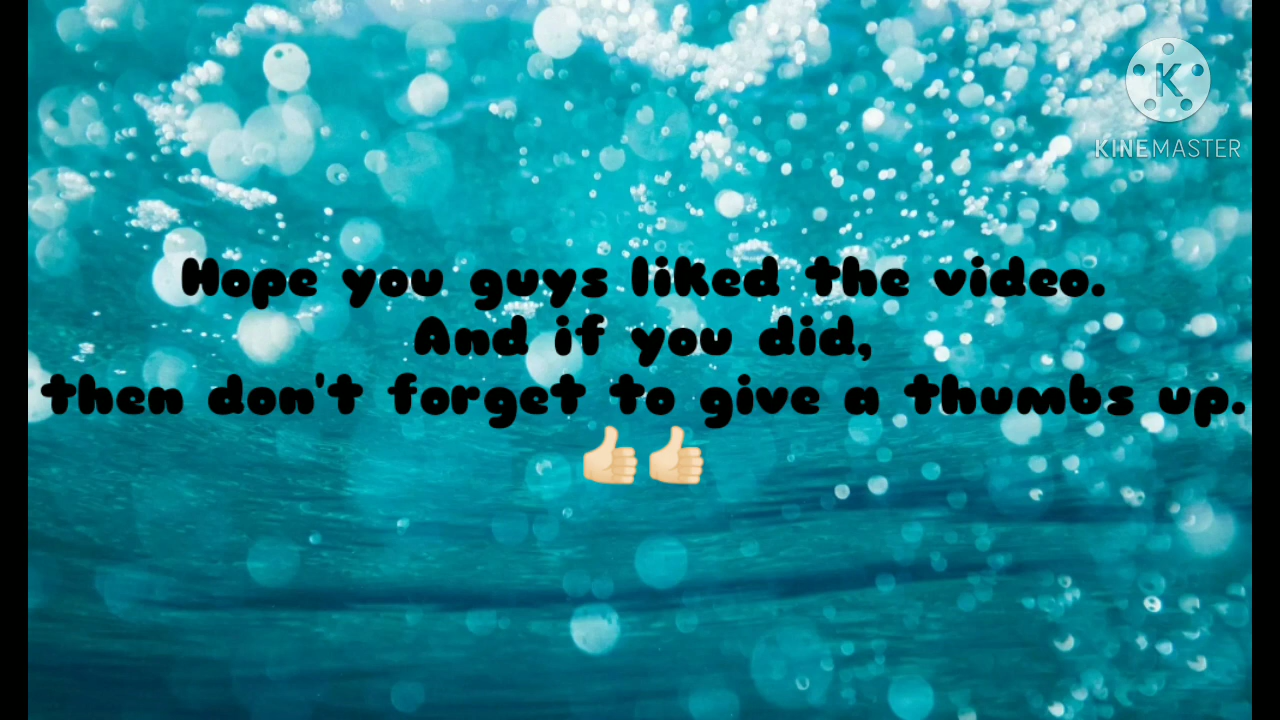 KINEMASTER
Hope you guys liked the video.
And if you did,
then don't forget to give a thumbs up.
👍🏻👍🏻